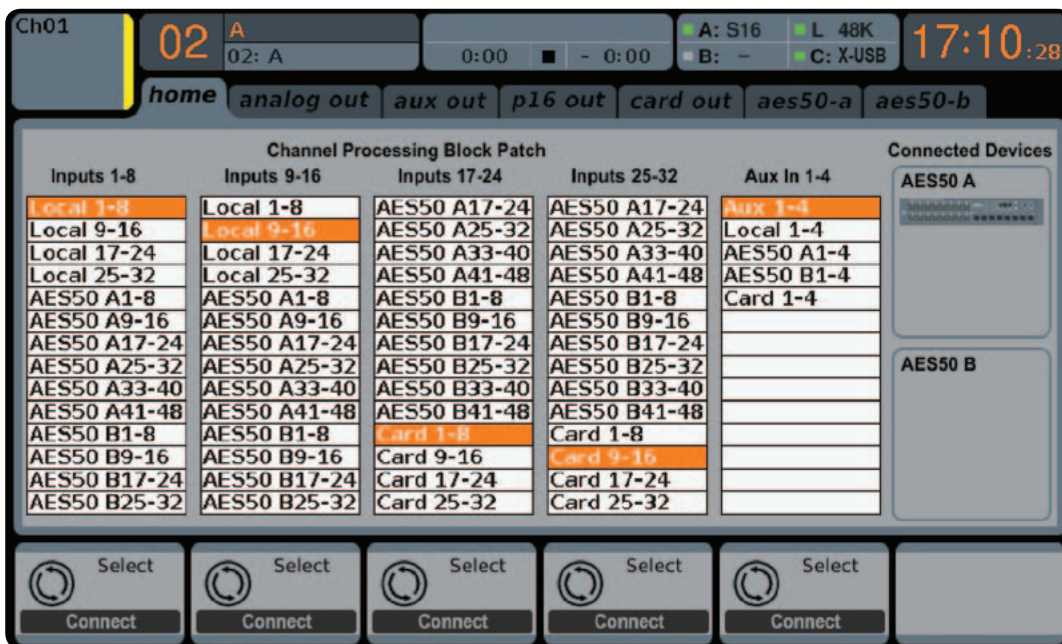 Ch01
02
A
02: A
0:00 - 0:00
A: S16 L 48K
B: - C: X-USB
17:10:28
home analog out aux out p16 out card out aes50-a aes50-b
Channel Processing Block Patch
Connected Devices
Inputs 1-8 Inputs 9-16 Inputs 17-24 Inputs 25-32 Aux In 1-4
AES50 A
Local 1-8 Local 1-8 AES50 A17-24 AES50 A17-24 Aux 1-4
Local 9-16 Local 9-16 AES50 A25-32 AES50 A25-32 Local 1-4
Local 17-24 Local 17-24 AES50 A33-40 AES50 A33-40 AES50 A1-4
Local 25-32 Local 25-32 AES50 A41-48 AES50 A41-48 AES50 B1-4
AES50 A1-8 AES50 A1-8 AES50 B1-8 AES50 B1-8 Card 1-4
AES50 A9-16 AES50 A9-16 AES50 B9-16 AES50 B9-16
AES50 A17-24 AES50 A17-24 AES50 B17-24 AES50 B17-24
AES50 A25-32 AES50 A25-32 AES50 B25-32 AES50 B25-32
AES50 B
AES50 A33-40 AES50 A33-40 AES50 B33-40 AES50 B33-40
AES50 A41-48 AES50 A41-48 AES50 B41-48 AES50 B41-48
AES50 B1-8 AES50 B1-8 Card 1-8 Card 1-8
AES50 B9-16 AES50 B9-16 Card 9-16 Card 9-16
AES50 B17-24 AES50 B17-24 Card 17-24 Card 17-24
AES50 B25-32 AES50 B25-32 Card 25-32 Card 25-32
Select Select Select Select Select
Connect Connect Connect Connect Connect